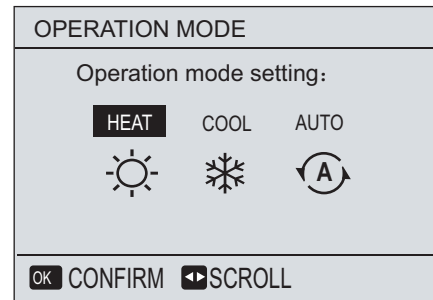 OPERATION MODE
Operation mode setting:
HEAT COOL AUTO
A
OK CONFIRM SCROLL